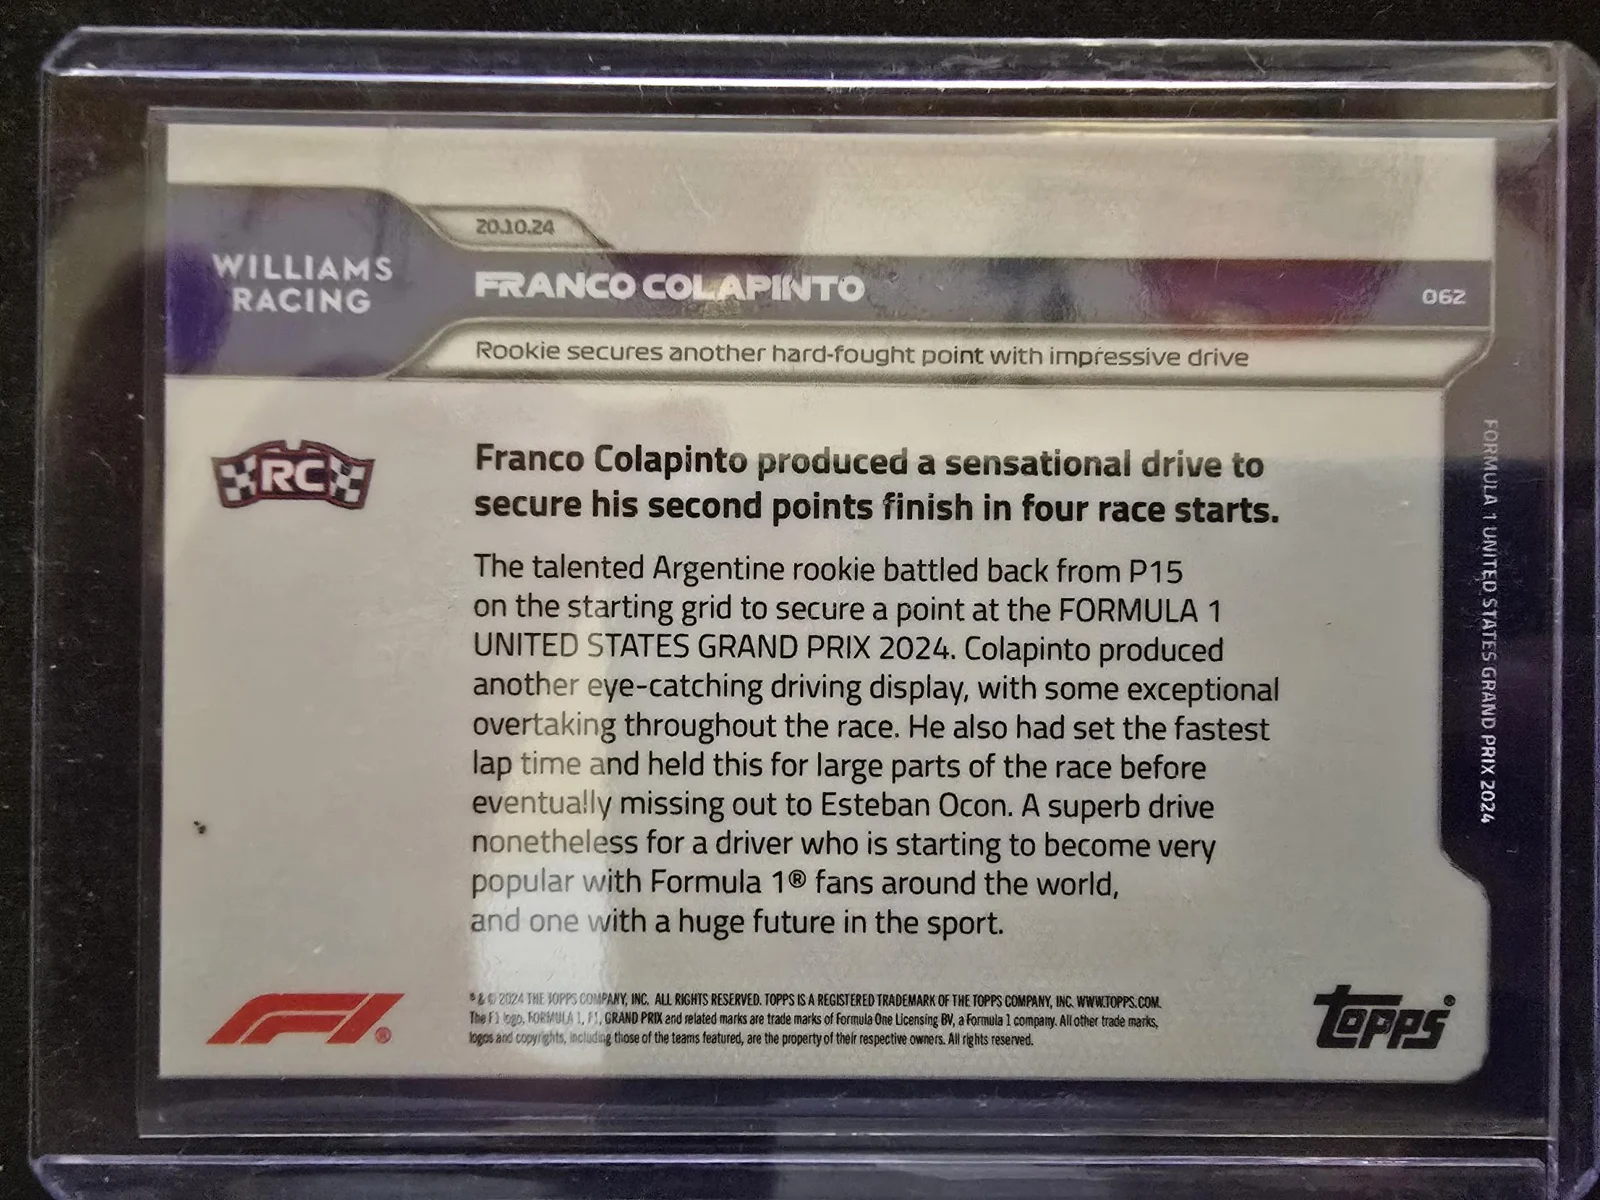 20.10.24
WILLIAMS
RACING
FRANCO COLAPINTO
062
Rookie secures another hard-fought point with impressive drive
RC
Franco Colapinto produced a sensational drive to
secure his second points finish in four race starts.
The talented Argentine rookie battled back from P15
on the starting grid to secure a point at the FORMULA 1
UNITED STATES GRAND PRIX 2024. Colapinto produced
another eye-catching driving display, with some exceptional
overtaking throughout the race. He also had set the fastest
lap time and held this for large parts of the race before
eventually missing out to Esteban Ocon. A superb drive
nonetheless for a driver who is starting to become very
popular with Formula 1® fans around the world,
and one with a huge future in the sport.
FORMULA 1 UNITED STATES GRAND PRIX 2024
F1®
® & © 2024 THE TOPPS COMPANY, INC. ALL RIGHTS RESERVED. TOPPS IS A REGISTERED TRADEMARK OF THE TOPPS COMPANY, INC. WWW.TOPPS.COM.
The F1 logo, FORMULA 1, F1, GRAND PRIX and related marks are trade marks of Formula One Licensing BV, a Formula 1 company. All other trade marks,
logos and copyrights, including those of the teams featured, are the property of their respective owners. All rights reserved.
topps®